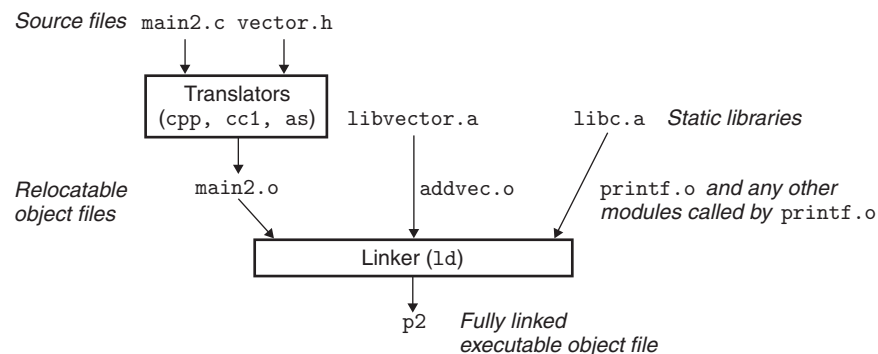 Source files main2.c vector.h
Translators
(cpp, cc1, as)
libvector.a libc.a Static libraries
Relocatable
object files
main2.o addvec.o printf.o and any other
modules called by printf.o
Linker (ld)
p2 Fully linked
executable object file